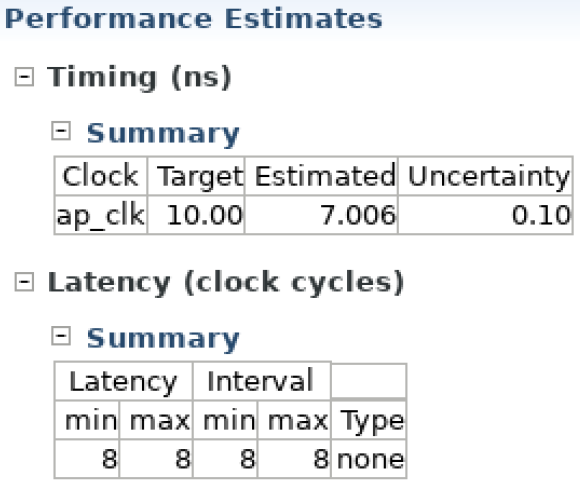 Performance Estimates
Timing (ns)
Summary
Clock Target Estimated Uncertainty
ap_clk 10.00 7.006 0.10
Latency (clock cycles)
Summary
Latency Interval
min max min max Type
8 8 8 8 none